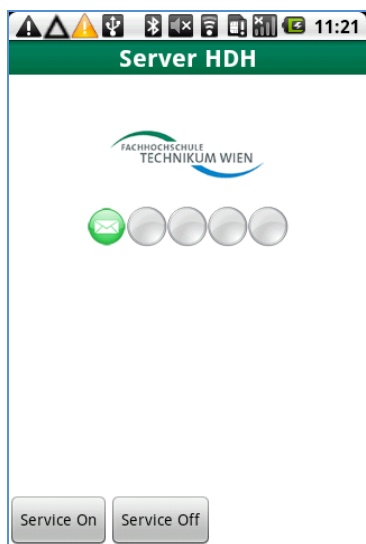 11:21
Server HDH
FACHHOCHSCHULE
TECHNIKUM WIEN
Service On Service Off